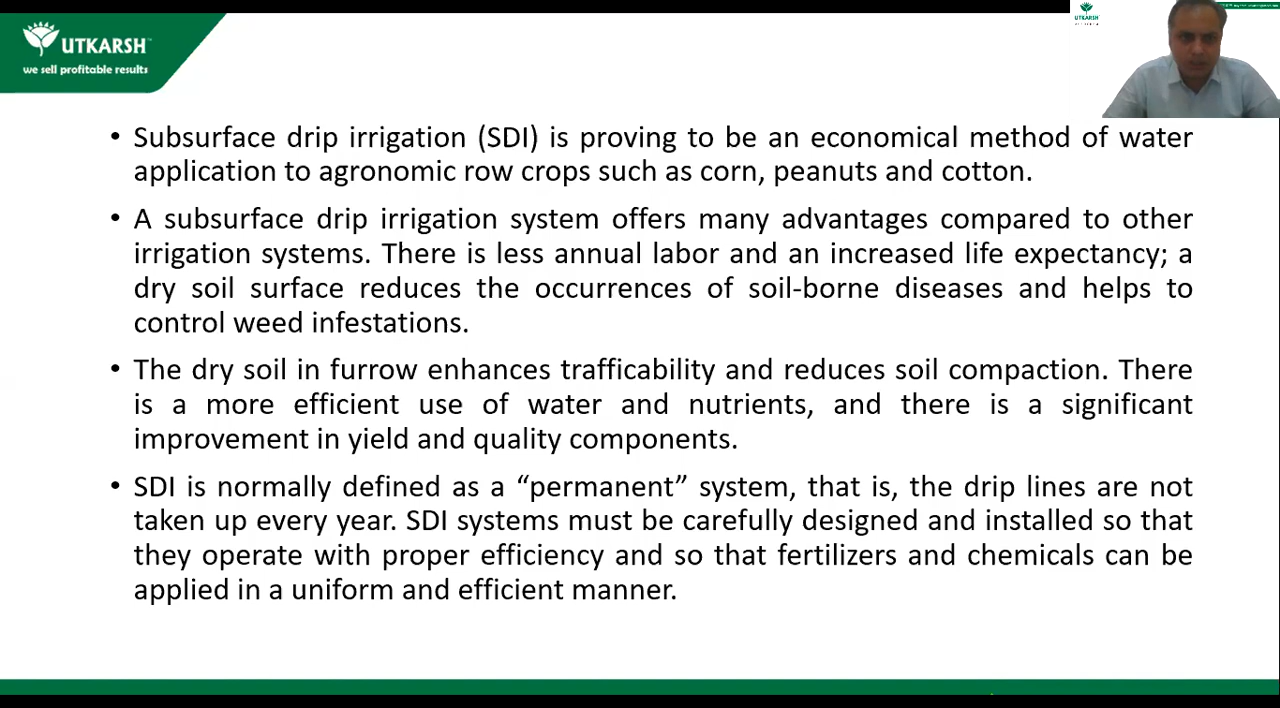 UTKARSH
we sell profitable results
UTKARSH
• Subsurface drip irrigation (SDI) is proving to be an economical method of water
application to agronomic row crops such as corn, peanuts and cotton.
• A subsurface drip irrigation system offers many advantages compared to other
irrigation systems. There is less annual labor and an increased life expectancy; a
dry soil surface reduces the occurrences of soil-borne diseases and helps to
control weed infestations.
• The dry soil in furrow enhances trafficability and reduces soil compaction. There
is a more efficient use of water and nutrients, and there is a significant
improvement in yield and quality components.
• SDI is normally defined as a “permanent” system, that is, the drip lines are not
taken up every year. SDI systems must be carefully designed and installed so that
they operate with proper efficiency and so that fertilizers and chemicals can be
applied in a uniform and efficient manner.